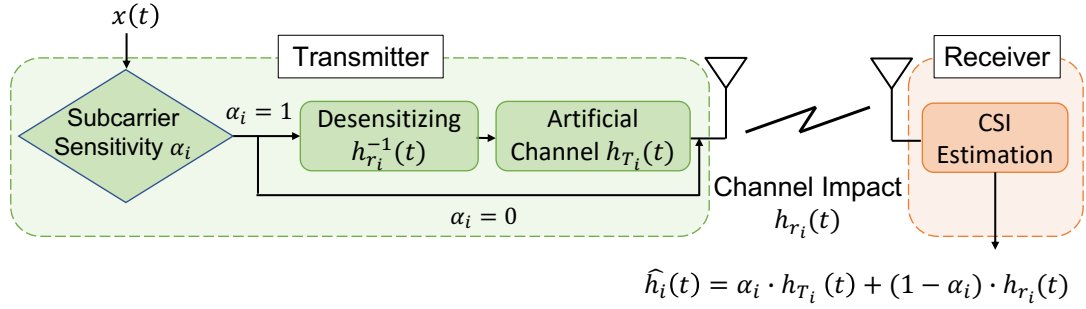 x(t)
Transmitter
Receiver
Subcarrier
Sensitivity α_i
α_i = 1
Desensitizing
h_{r_i}^{-1}(t)
Artificial
Channel h_{T_i}(t)
α_i = 0
Channel Impact
h_{r_i}(t)
CSI
Estimation
\widehat{h_i}(t) = α_i · h_{T_i}(t) + (1 − α_i) · h_{r_i}(t)